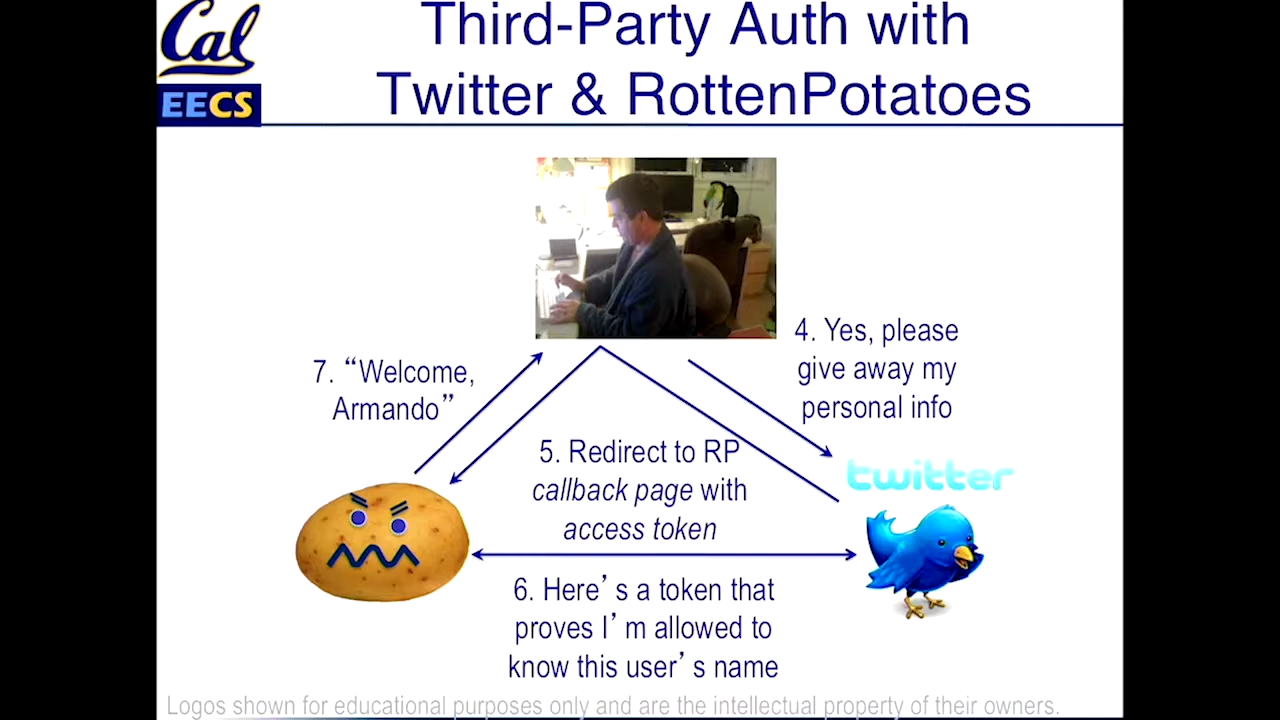 Cal
EECS
Third-Party Auth with
Twitter & RottenPotatoes
4. Yes, please
give away my
personal info
7. “Welcome,
Armando”
5. Redirect to RP
callback page with
access token
twitter
6. Here’s a token that
proves I’m allowed to
know this user’s name
Logos shown for educational purposes only and are the intellectual property of their owners.